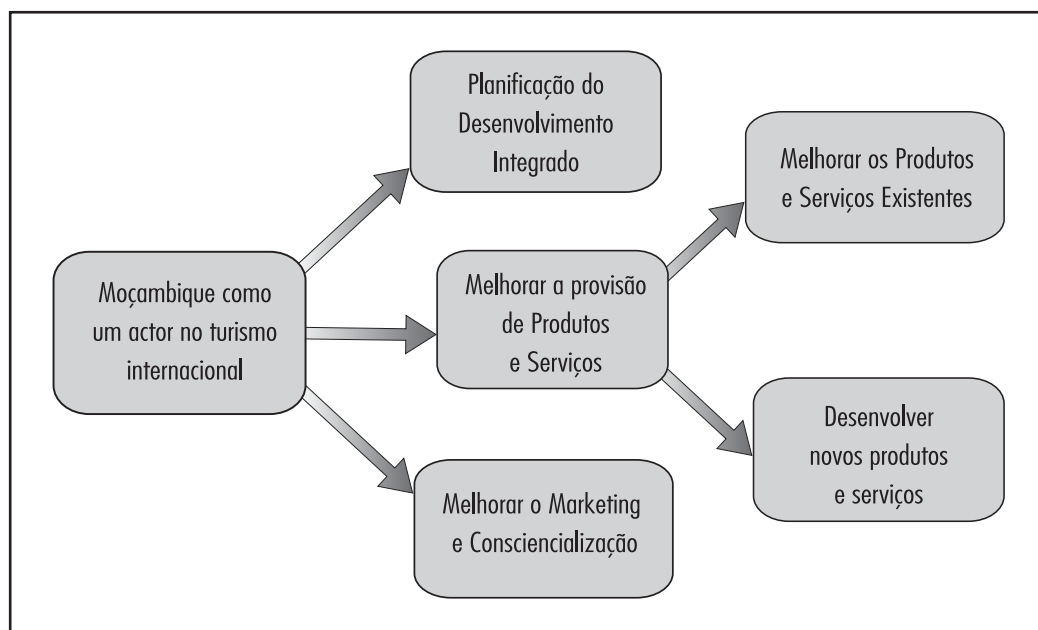 Planificação do
Desenvolvimento
Integrado
Melhorar os Produtos
e Serviços Existentes
Moçambique como
um actor no turismo
internacional
Melhorar a provisão
de Produtos
e Serviços
Desenvolver
novos produtos
e serviços
Melhorar o Marketing
e Consciencialização